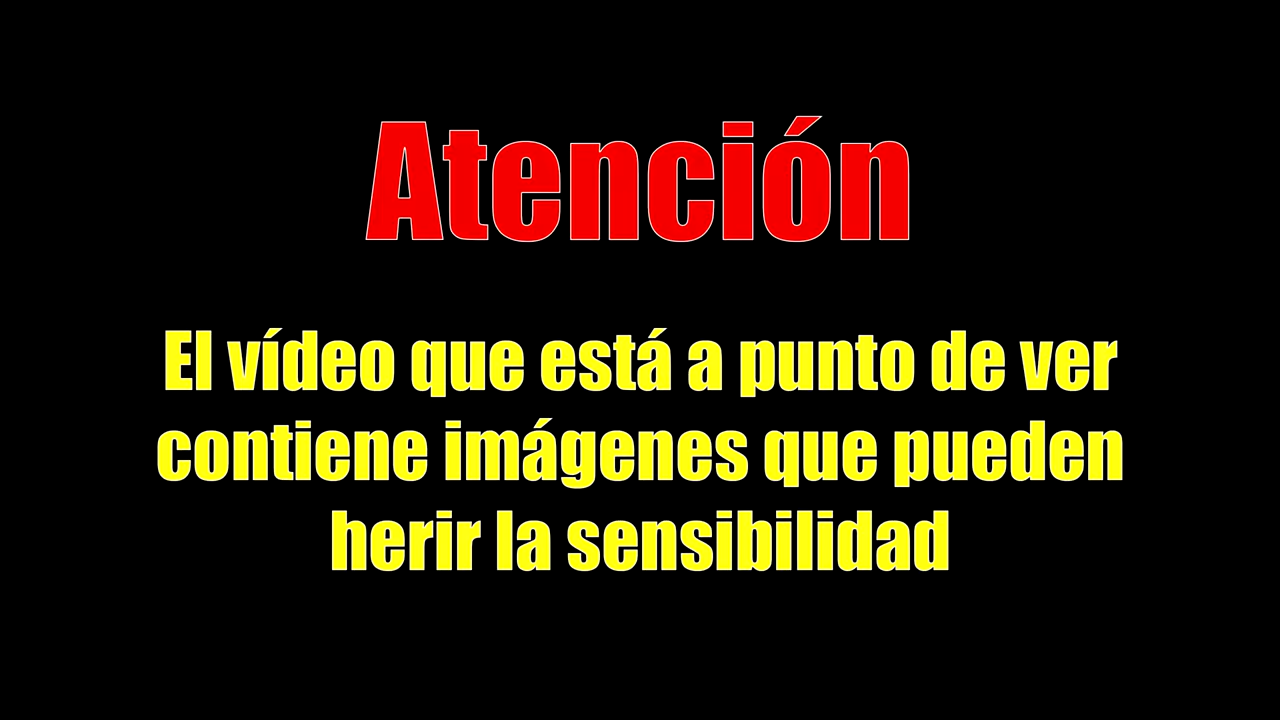 Atención
El vídeo que está a punto de ver
contiene imágenes que pueden
herir la sensibilidad